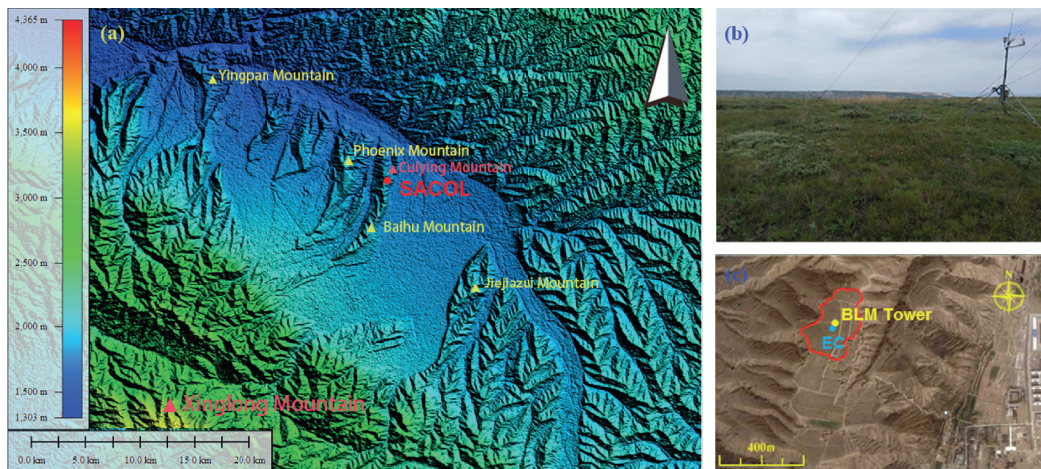 (a)
4,365 m
4,000 m
3,500 m
3,000 m
2,500 m
2,000 m
1,500 m
1,303 m
Yingpan Mountain
Phoenix Mountain
Cuiying Mountain
SACOL
Baihu Mountain
Jiejiazui Mountain
Xinglong Mountain
0.0 km 5.0 km 10.0 km 15.0 km 20.0 km
(b)
(c)
N
BLM Tower
EC
400m